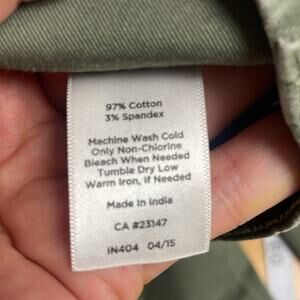 97% Cotton
3% Spandex
Machine Wash Cold
Only Non-Chlorine
Bleach When Needed
Tumble Dry Low
Warm Iron, If Needed
Made In India
CA #23147
IN404 04/15